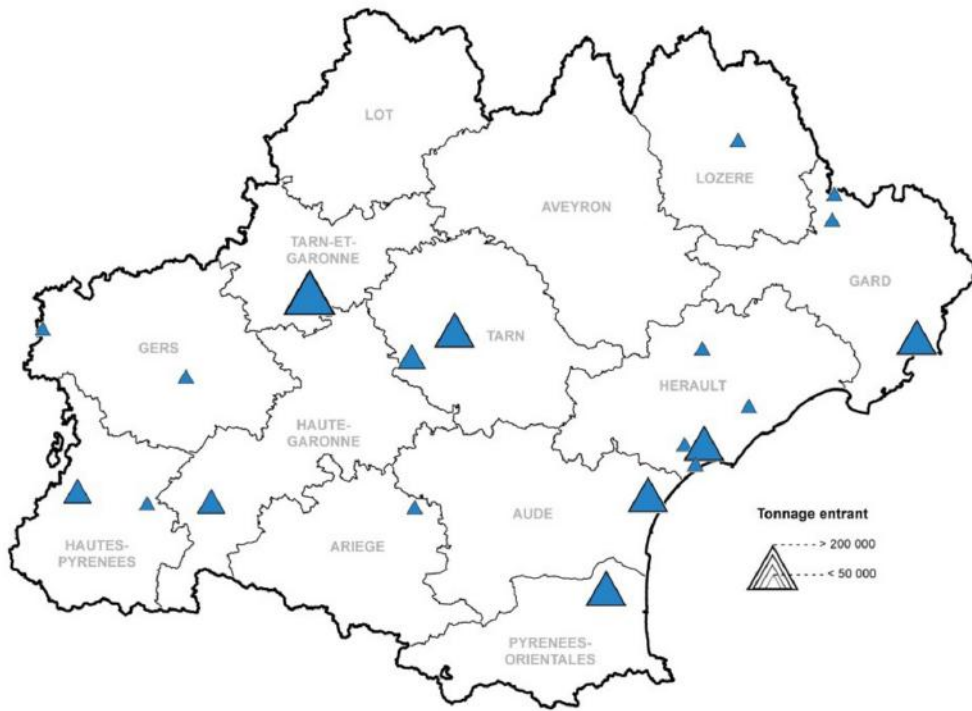 LOT
LOZERE
AVEYRON
TARN-ET-
GARONNE
GARD
TARN
GERS
HERAULT
HAUTE-
GARONNE
AUDE
Tonnage entrant
> 200 000
< 50 000
HAUTES-
PYRENEES
ARIEGE
PYRENEES-
ORIENTALES